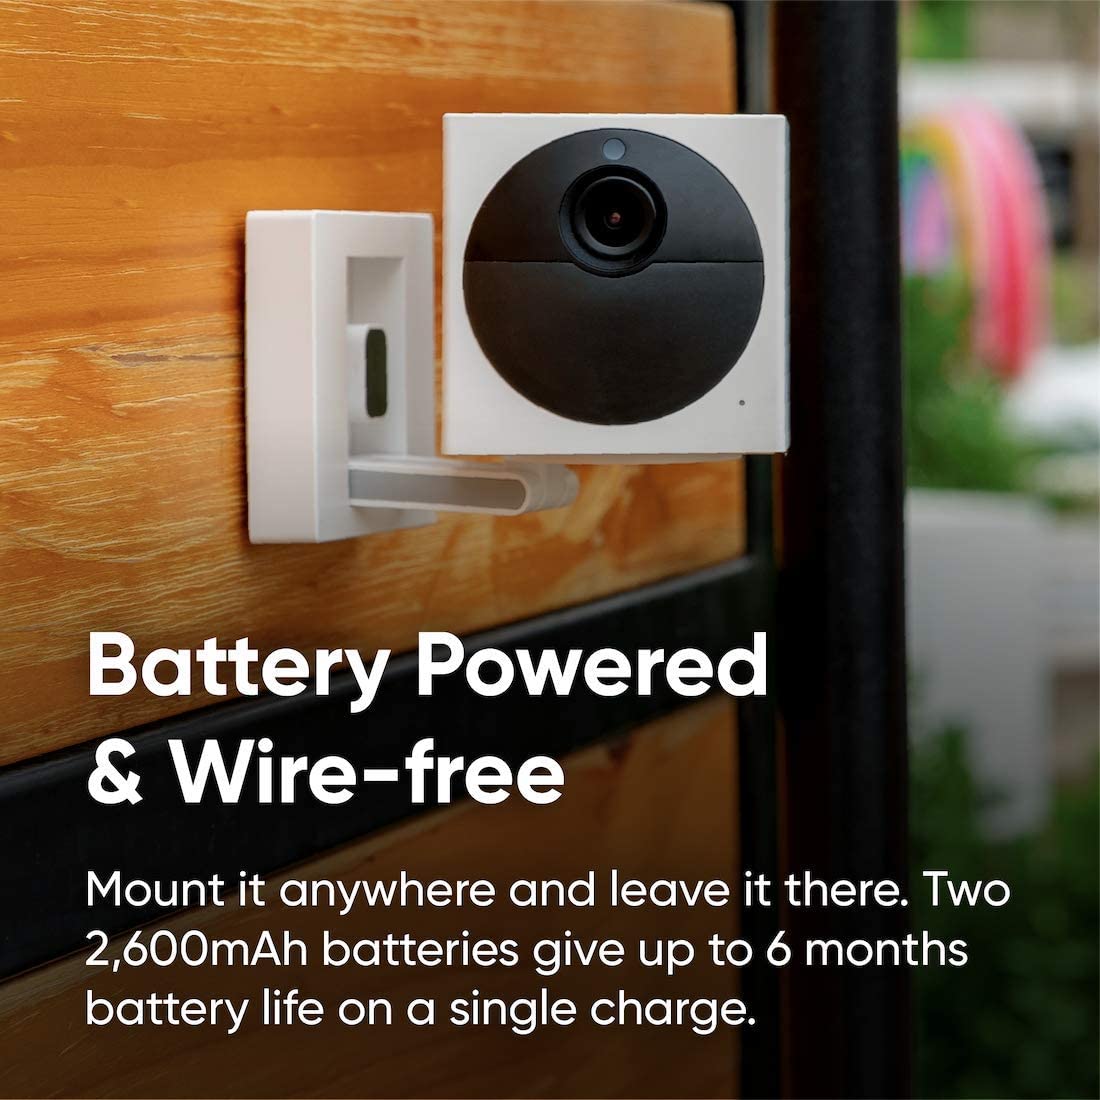 Battery Powered
& Wire-free
Mount it anywhere and leave it there. Two
2,600mAh batteries give up to 6 months
battery life on a single charge.